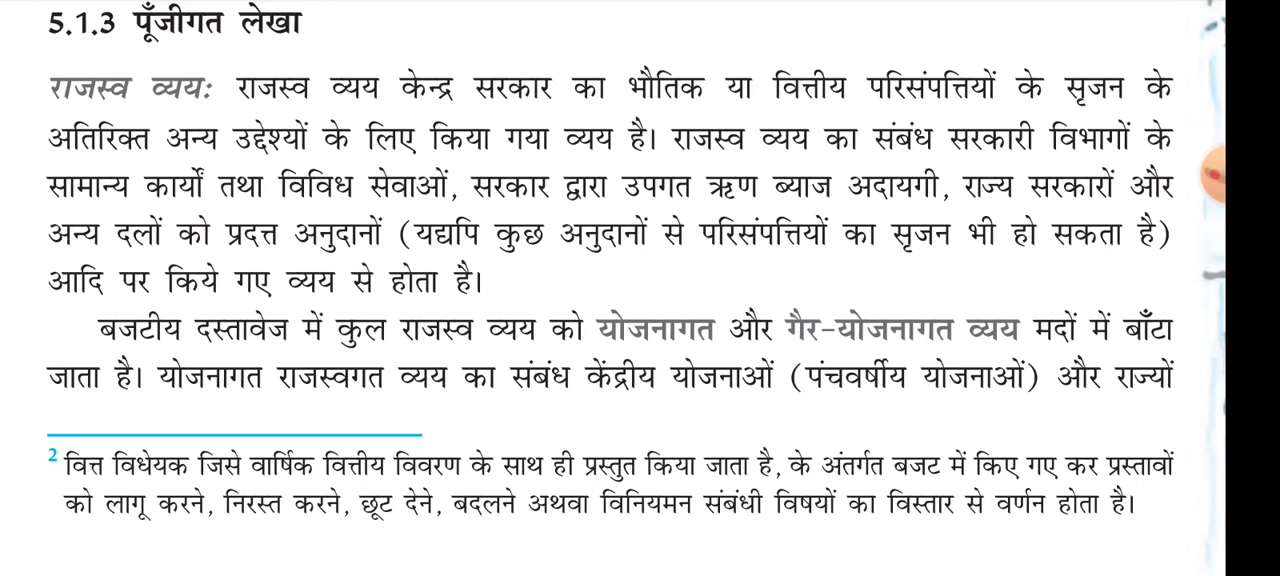 5.1.3 पूँजीगत लेखा
राजस्व व्ययः राजस्व व्यय केन्द्र सरकार का भौतिक या वित्तीय परिसंपत्तियों के सृजन के
अतिरिक्त अन्य उद्देश्यों के लिए किया गया व्यय है। राजस्व व्यय का संबंध सरकारी विभागों के
सामान्य कार्यों तथा विविध सेवाओं, सरकार द्वारा उपगत ऋण ब्याज अदायगी, राज्य सरकारों और
अन्य दलों को प्रदत्त अनुदानों (यद्यपि कुछ अनुदानों से परिसंपत्तियों का सृजन भी हो सकता है)
आदि पर किये गए व्यय से होता है।
बजटीय दस्तावेज में कुल राजस्व व्यय को योजनागत और गैर-योजनागत व्यय मदों में बाँटा
जाता है। योजनागत राजस्वगत व्यय का संबंध केंद्रीय योजनाओं (पंचवर्षीय योजनाओं) और राज्यों
2 वित्त विधेयक जिसे वार्षिक वित्तीय विवरण के साथ ही प्रस्तुत किया जाता है, के अंतर्गत बजट में किए गए कर प्रस्तावों
को लागू करने, निरस्त करने, छूट देने, बदलने अथवा विनियमन संबंधी विषयों का विस्तार से वर्णन होता है।